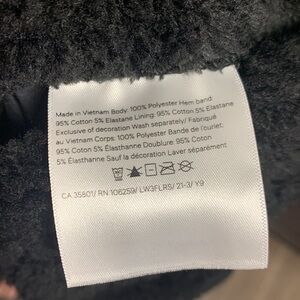 Made in Vietnam Body: 100% Polyester Hem band:
95% Cotton 5% Elastane Lining: 95% Cotton 5% Elastane
Exclusive of decoration Wash separately/ Fabriqué
au Vietnam Corps: 100% Polyester Bande de l'ourlet:
95% Coton 5% Élasthanne Doublure: 95% Coton
5% Élasthanne Sauf la décoration Laver séparément
CA 35801/ RN 106259/ LW3FLRS/ 21-3/ Y9